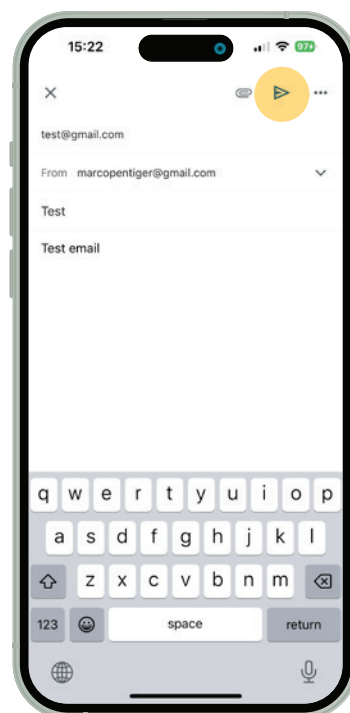 15:22
97
test@gmail.com
From marcopentiger@gmail.com
Test
Test email
q w e r t y u i o p
a s d f g h j k l
z x c v b n m
123 space return